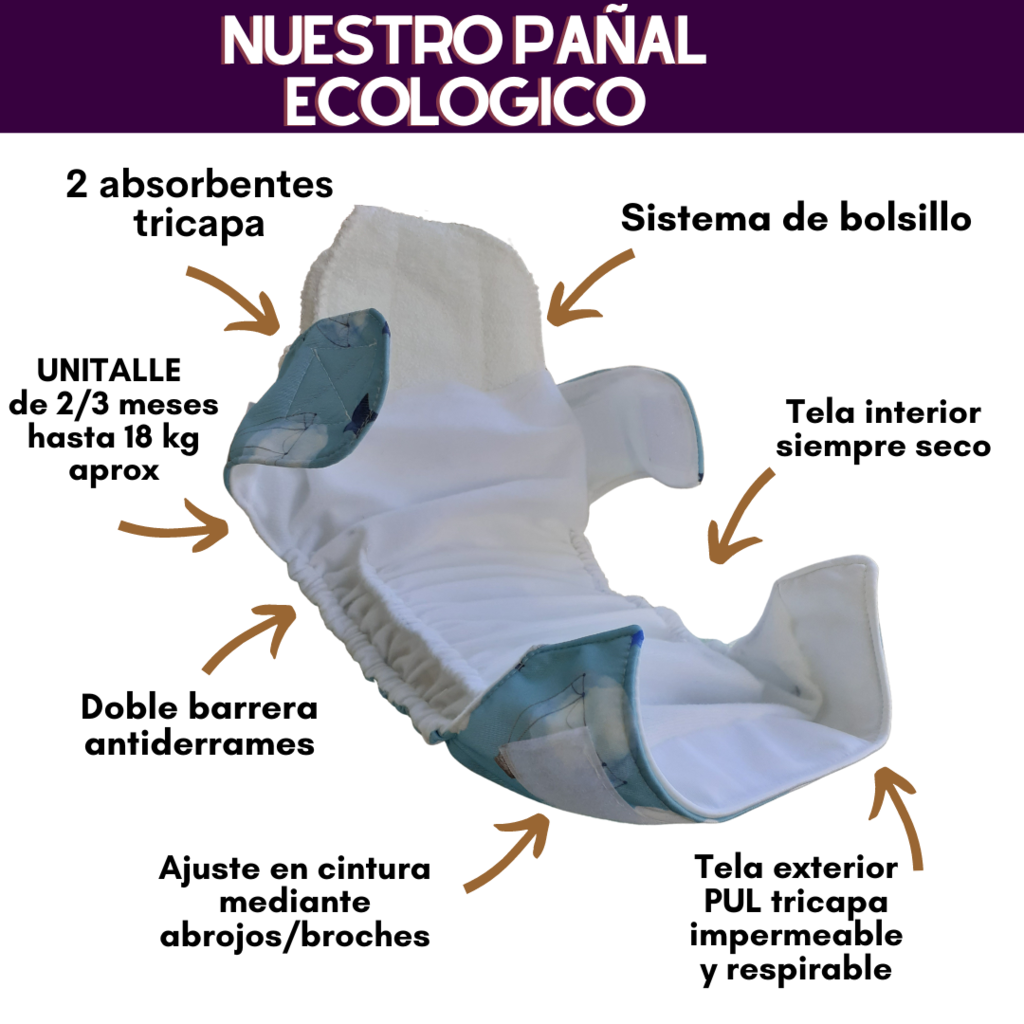 NUESTRO PAÑAL
ECOLOGICO
2 absorbentes
tricapa
Sistema de bolsillo
UNITALLE
de 2/3 meses
hasta 18 kg
aprox
Tela interior
siempre seco
Doble barrera
antiderrames
Ajuste en cintura
mediante
abrojos/broches
Tela exterior
PUL tricapa
impermeable
y respirable